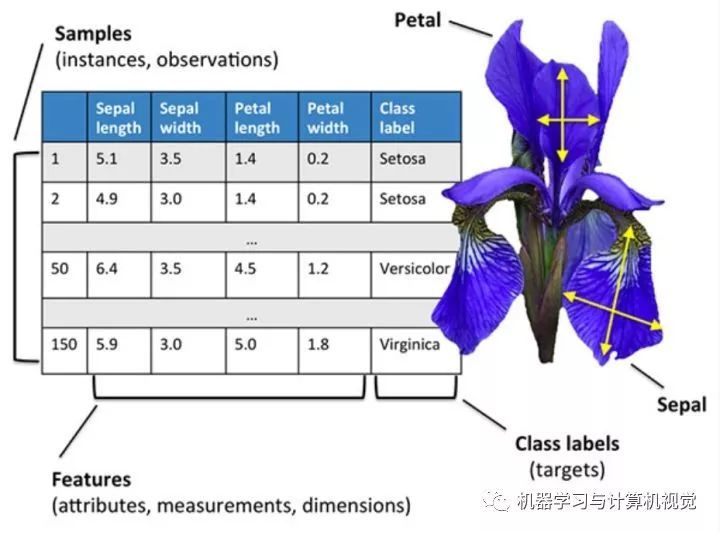 Samples
(instances, observations)
Petal
Sepal length Sepal width Petal length Petal width Class label
1 5.1 3.5 1.4 0.2 Setosa
2 4.9 3.0 1.4 0.2 Setosa
...
50 6.4 3.5 4.5 1.2 Versicolor
...
150 5.9 3.0 5.0 1.8 Virginica
Sepal
Features
(attributes, measurements, dimensions)
Class labels
(targets)
机器学习与计算机视觉